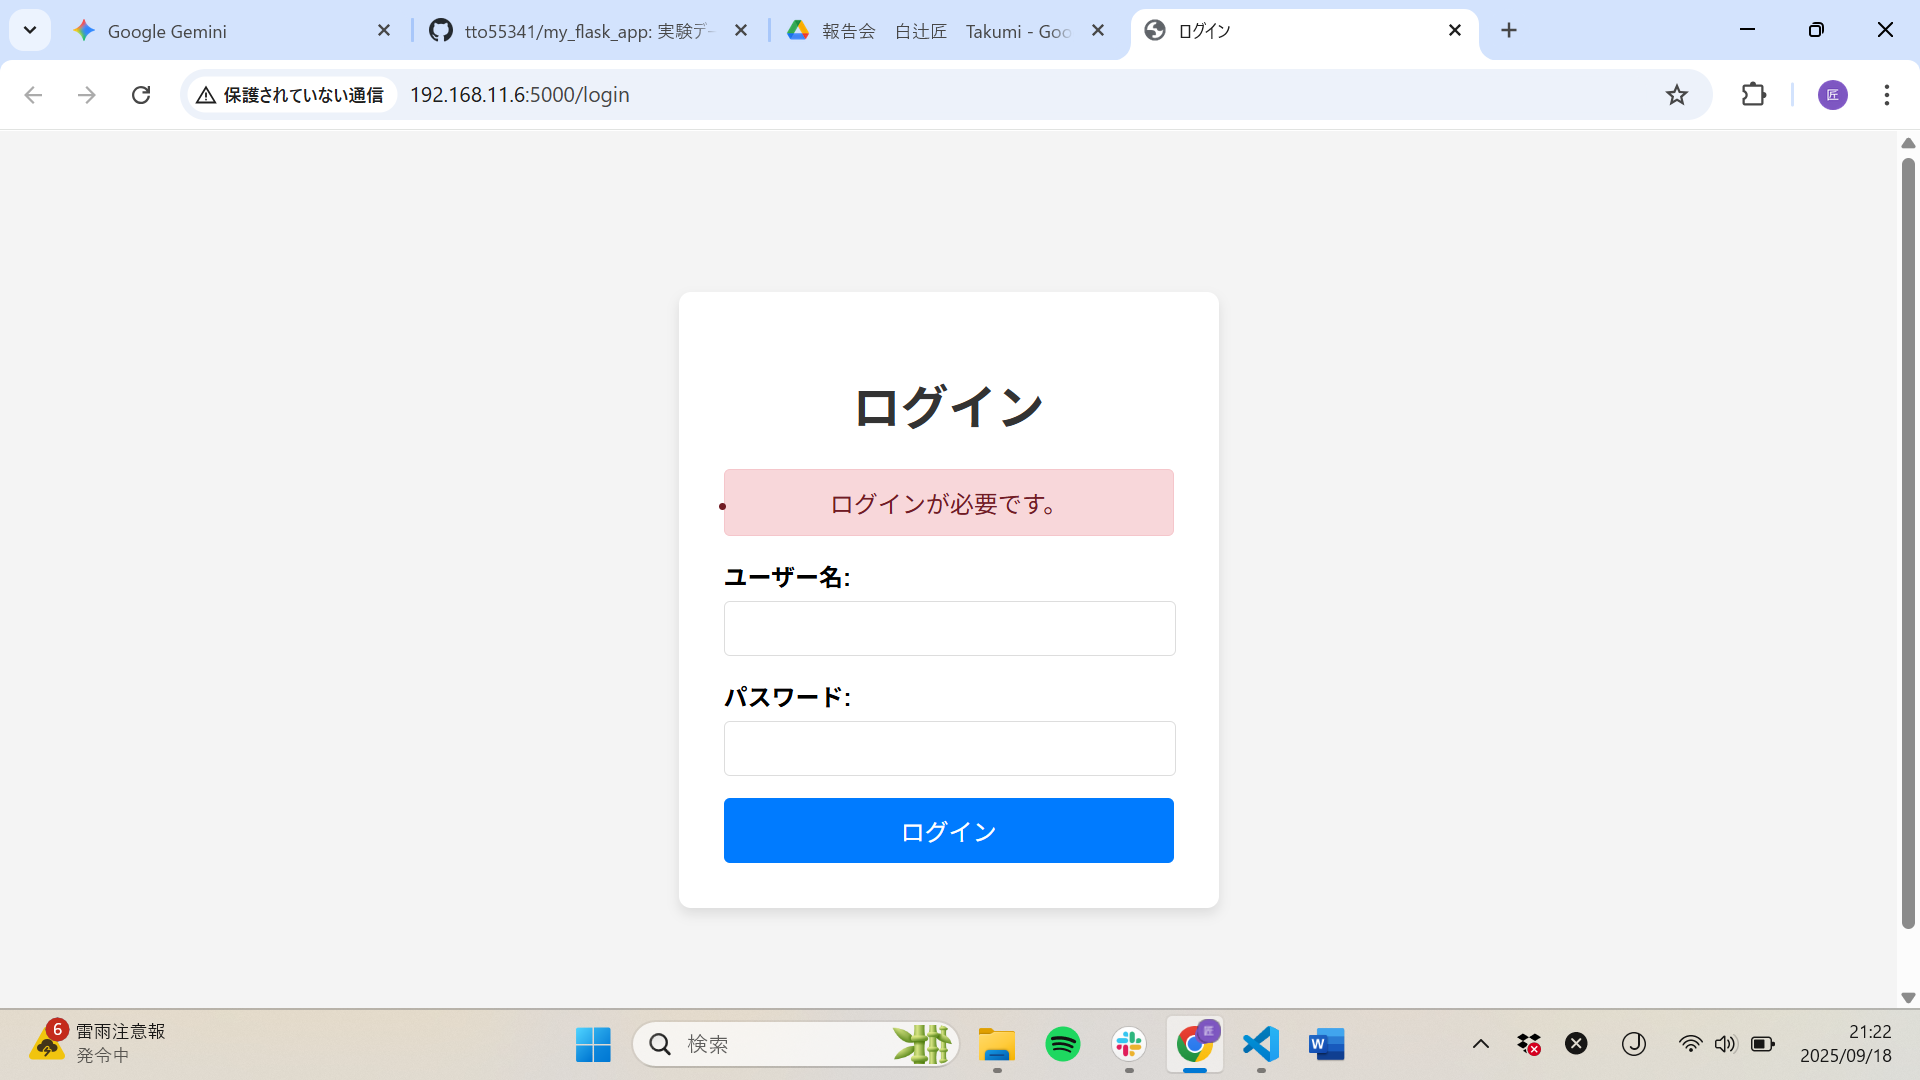 Google Gemini
tto55341/my_flask_app: 実験デー
報告会 白辻匠 Takumi - Goo
ログイン
保護されていない通信
192.168.11.6:5000/login
匠
ログイン
ログインが必要です。
ユーザー名:
パスワード:
ログイン
6
雷雨注意報
発令中
検索
匠
W
J
21:22
2025/09/18